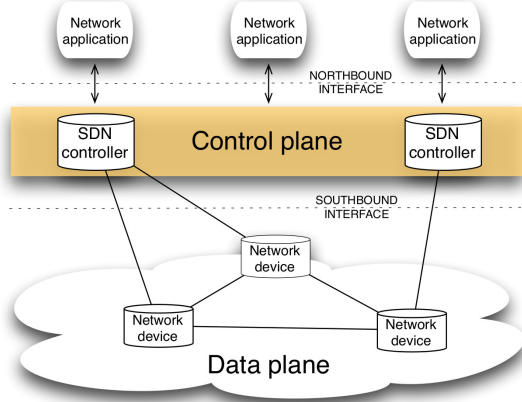 Network
application
Network
application
Network
application
NORTHBOUND
INTERFACE
SDN
controller
Control plane
SDN
controller
SOUTHBOUND
INTERFACE
Network
device
Network
device
Network
device
Data plane